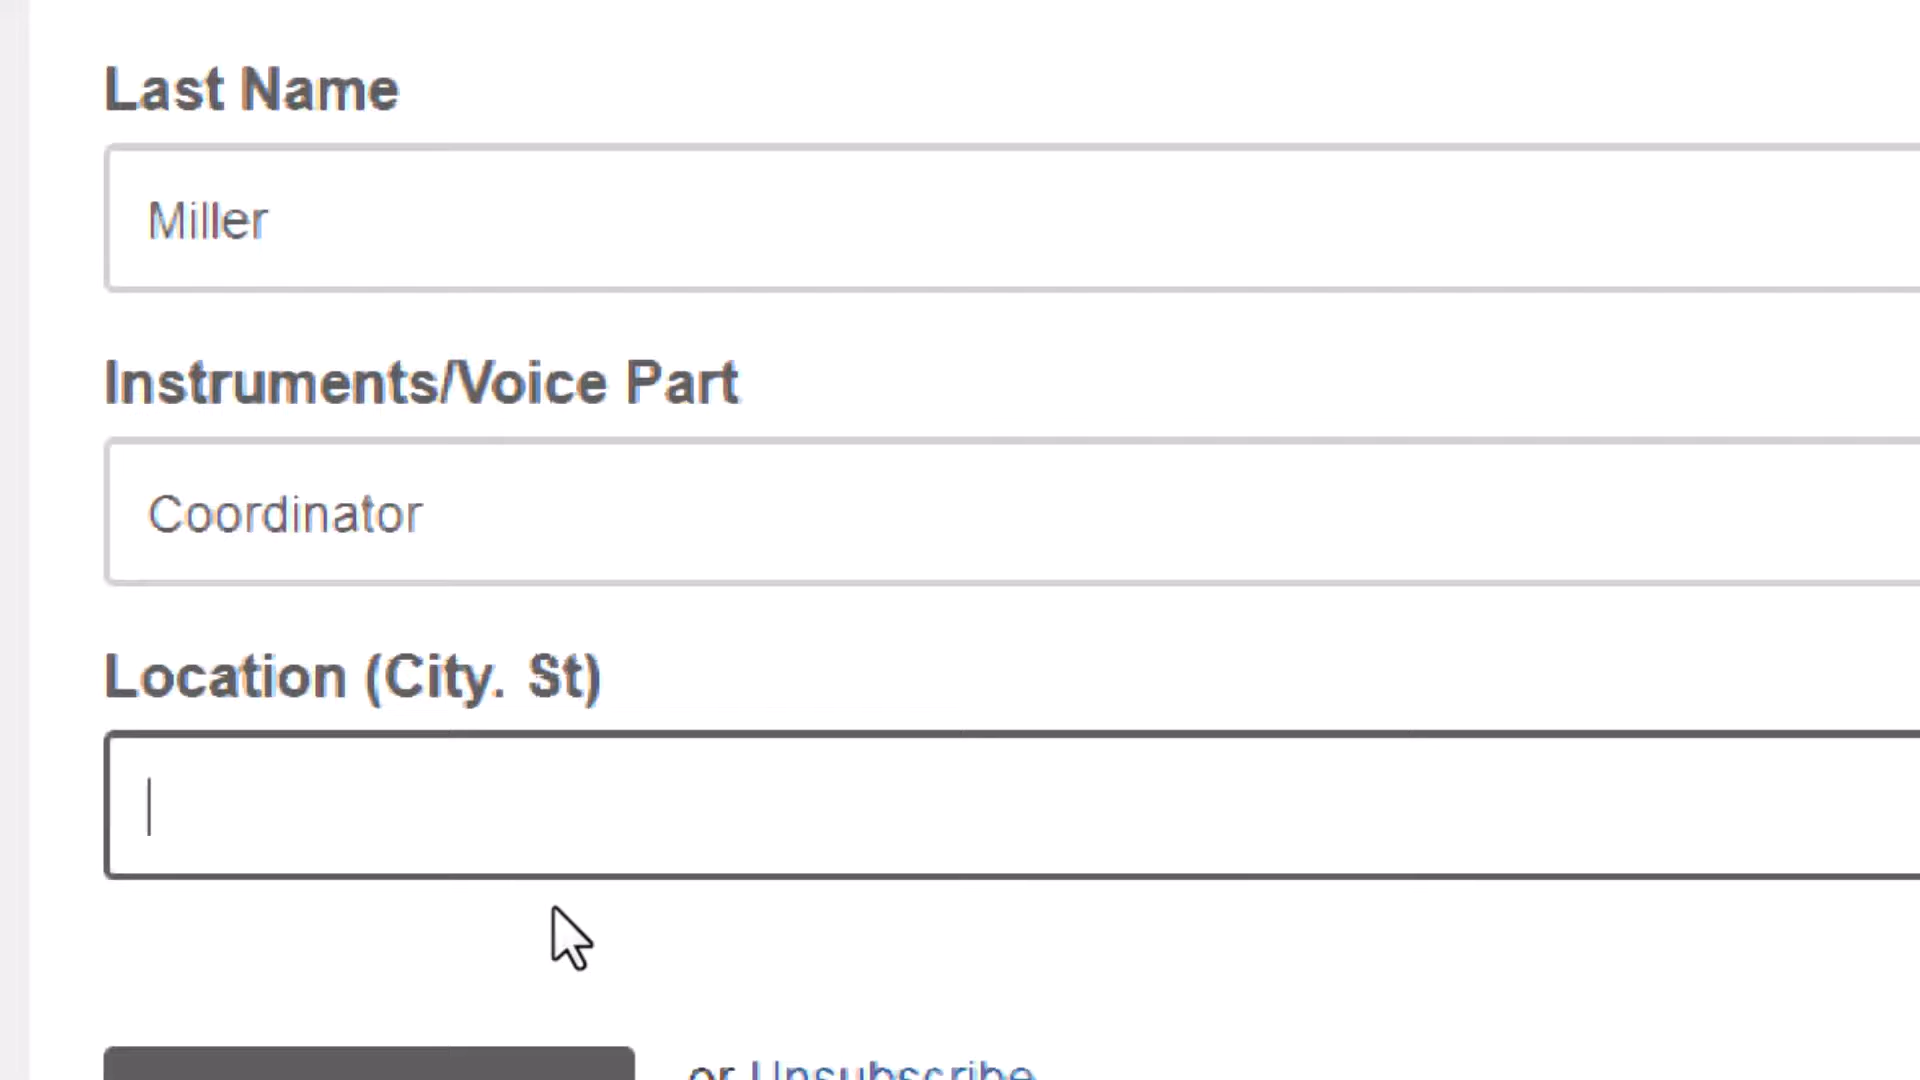 Last Name
Miller
Instruments/Voice Part
Coordinator
Location (City. St)
or Unsubscribe